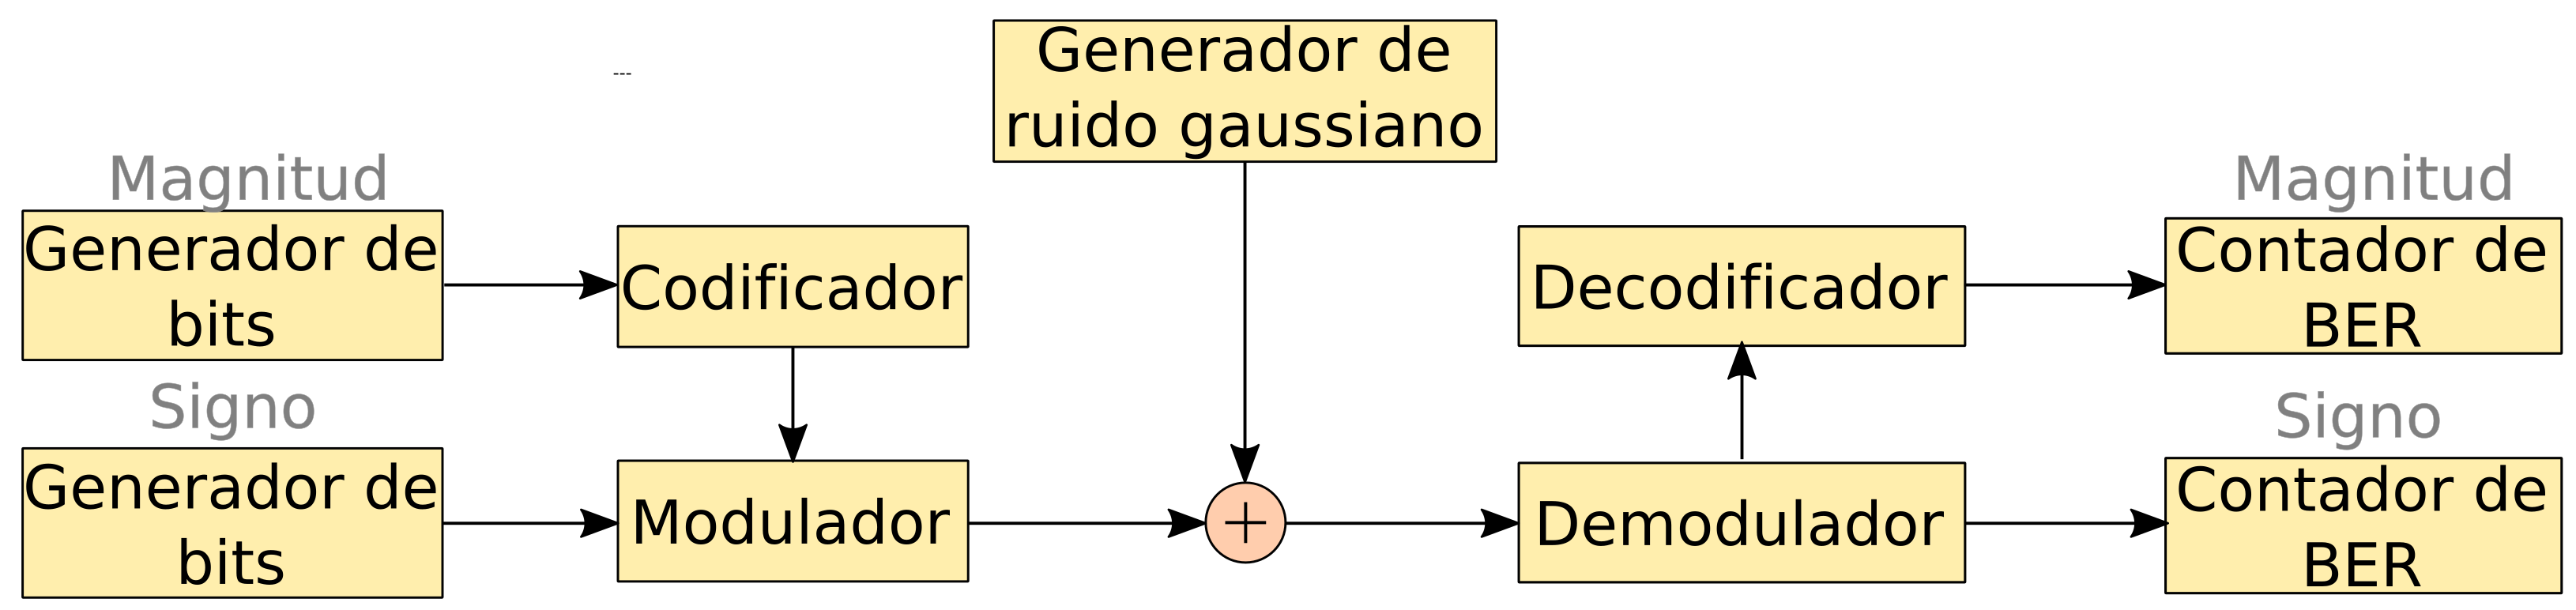 Generador de
ruido gaussiano
---
Magnitud
Generador de
bits
Codificador
Decodificador
Magnitud
Contador de
BER
Signo
Generador de
bits
Modulador
+
Demodulador
Signo
Contador de
BER